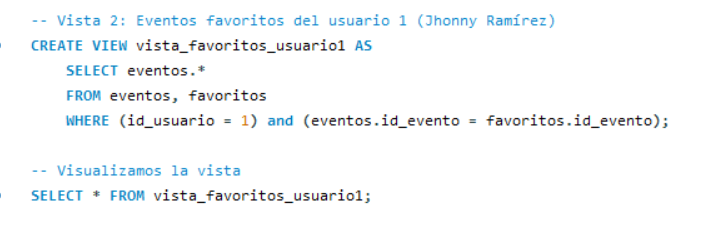 -- Vista 2: Eventos favoritos del usuario 1 (Jhonny Ramírez)
CREATE VIEW vista_favoritos_usuario1 AS
SELECT eventos.*
FROM eventos, favoritos
WHERE (id_usuario = 1) and (eventos.id_evento = favoritos.id_evento);
-- Visualizamos la vista
SELECT * FROM vista_favoritos_usuario1;